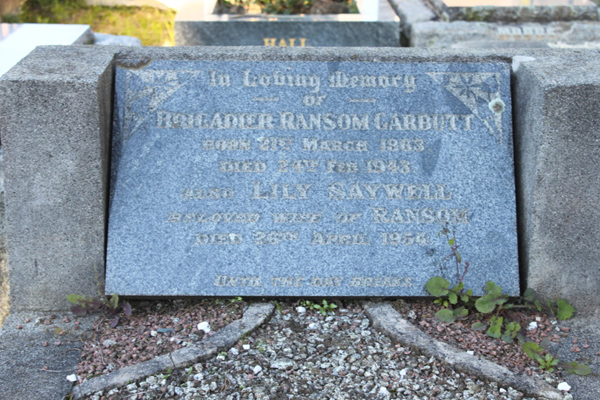 HALL
In Loving Memory
of
BRIGADIER RANSOM GARBUTT
BORN 21ST MARCH 1863
DIED 24TH FEB 1943
ALSO LILY SAYWELL
BELOVED WIFE OF RANSOM
DIED 26TH APRIL 1954
UNTIL THE DAY BREAKS